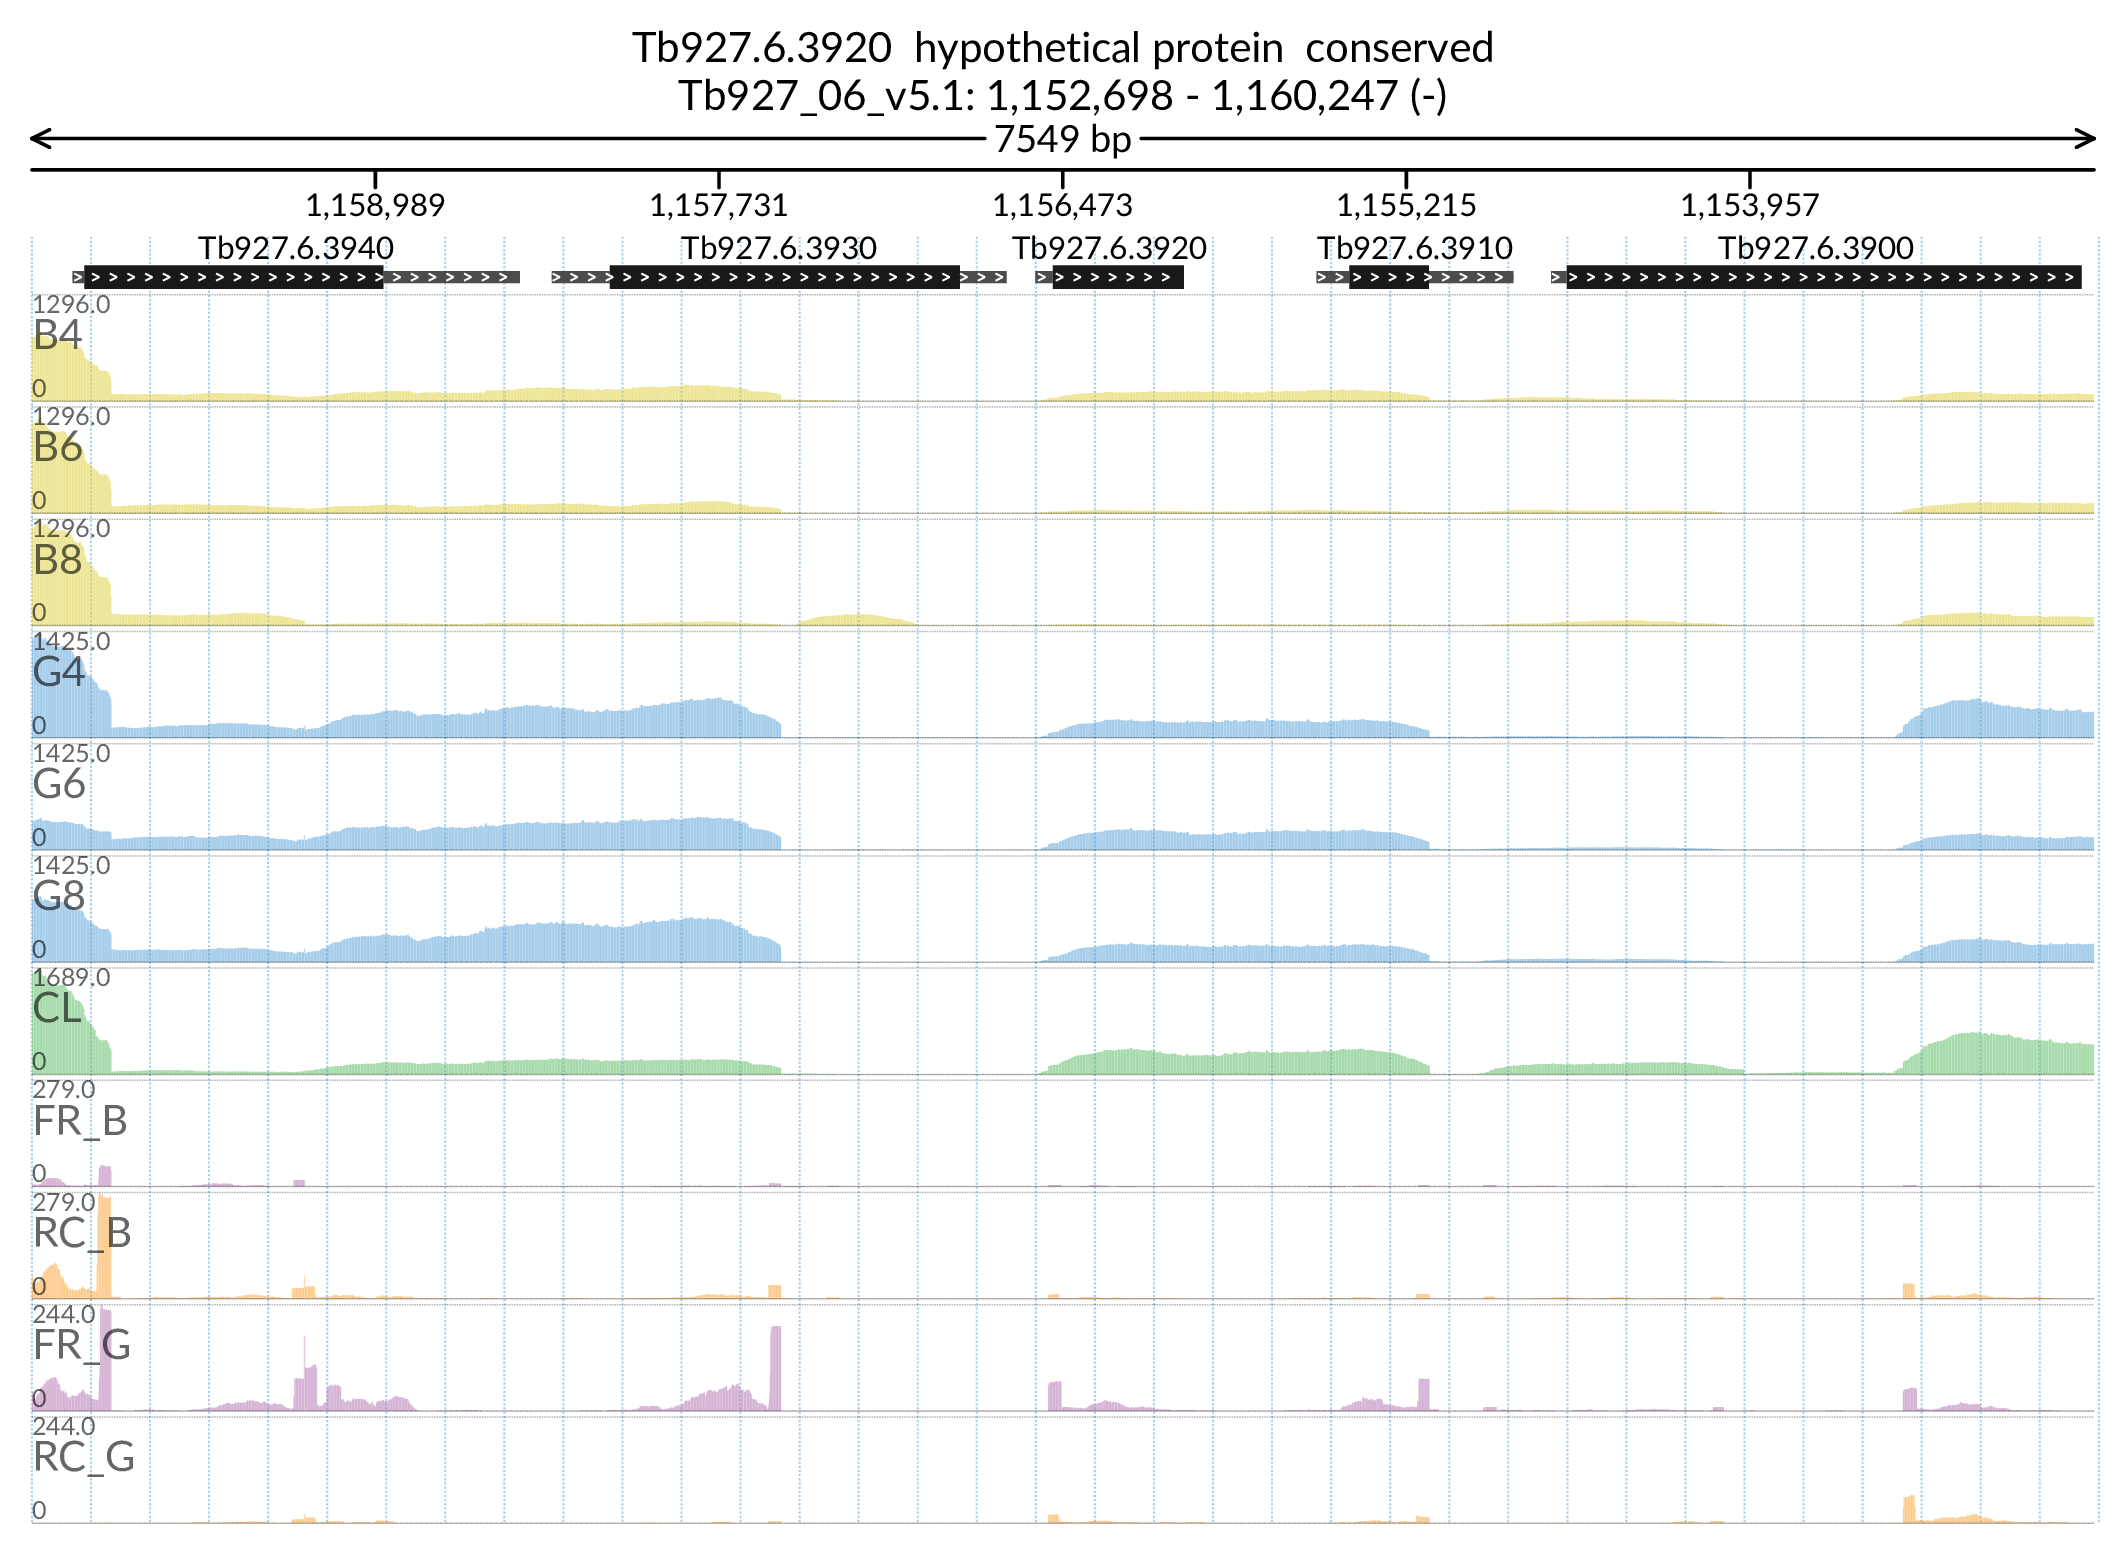 Tb927.6.3920  hypothetical protein  conserved
Tb927_06_v5.1: 1,152,698 - 1,160,247 (-)
7549 bp
1,158,989 1,157,731 1,156,473 1,155,215 1,153,957
Tb927.6.3940 Tb927.6.3930 Tb927.6.3920 Tb927.6.3910 Tb927.6.3900
1296.0
B4
0
1296.0
B6
0
1296.0
B8
0
1425.0
G4
0
1425.0
G6
0
1425.0
G8
0
1689.0
CL
0
279.0
FR_B
0
279.0
RC_B
0
244.0
FR_G
0
244.0
RC_G
0